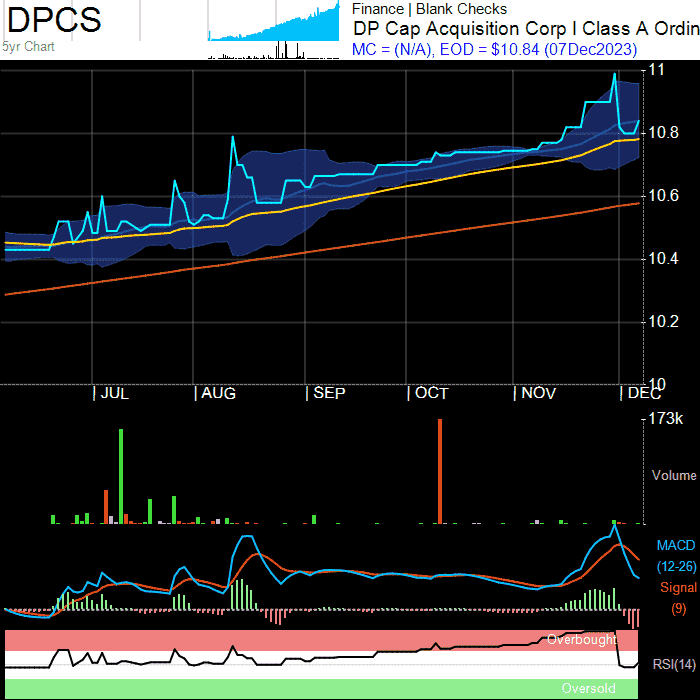 DPCS
5yr Chart
Finance | Blank Checks
DP Cap Acquisition Corp I Class A Ordin
MC = (N/A), EOD = $10.84 (07Dec2023)
11
10.8
10.6
10.4
10.2
10
JUL
AUG
SEP
OCT
NOV
DEC
173k
Volume
MACD
(12-26)
Signal
(9)
Overbought
RSI(14)
Oversold